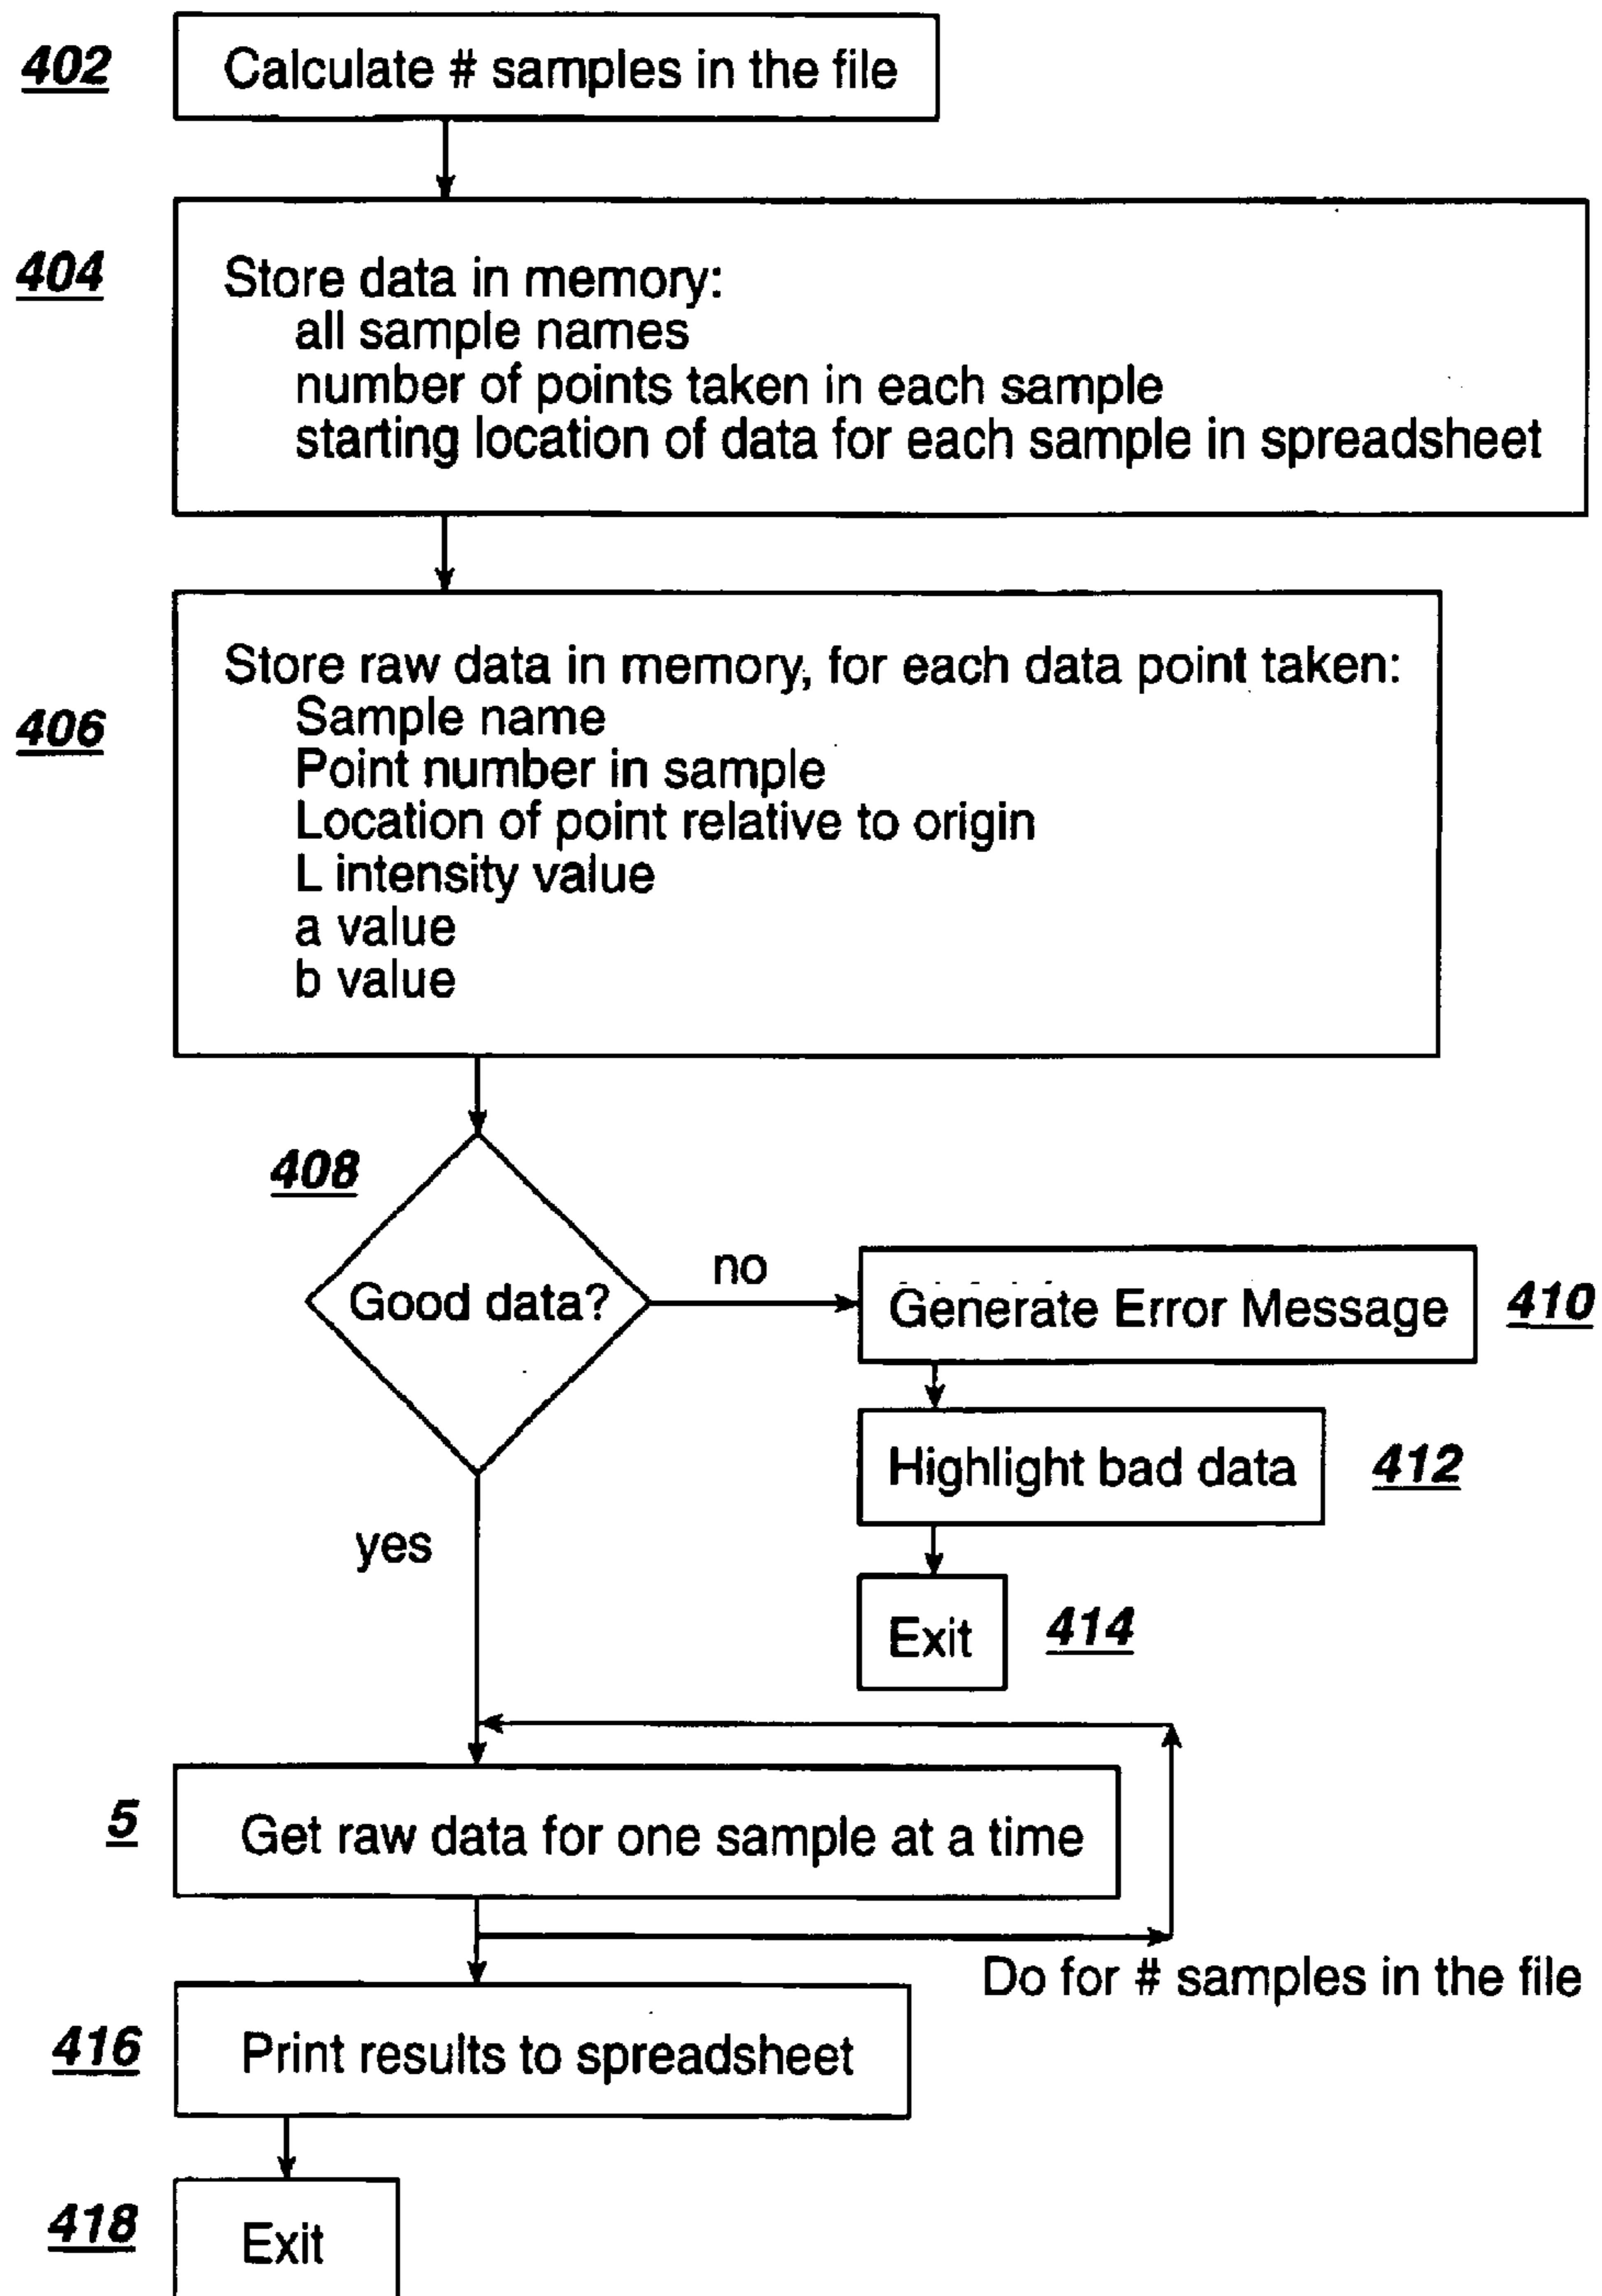 402
Calculate # samples in the file
404
Store data in memory:
all sample names
number of points taken in each sample
starting location of data for each sample in spreadsheet
406
Store raw data in memory, for each data point taken:
Sample name
Point number in sample
Location of point relative to origin
L intensity value
a value
b value
408
Good data?
no
Generate Error Message
410
Highlight bad data
412
yes
Exit
414
5
Get raw data for one sample at a time
Do for # samples in the file
416
Print results to spreadsheet
418
Exit